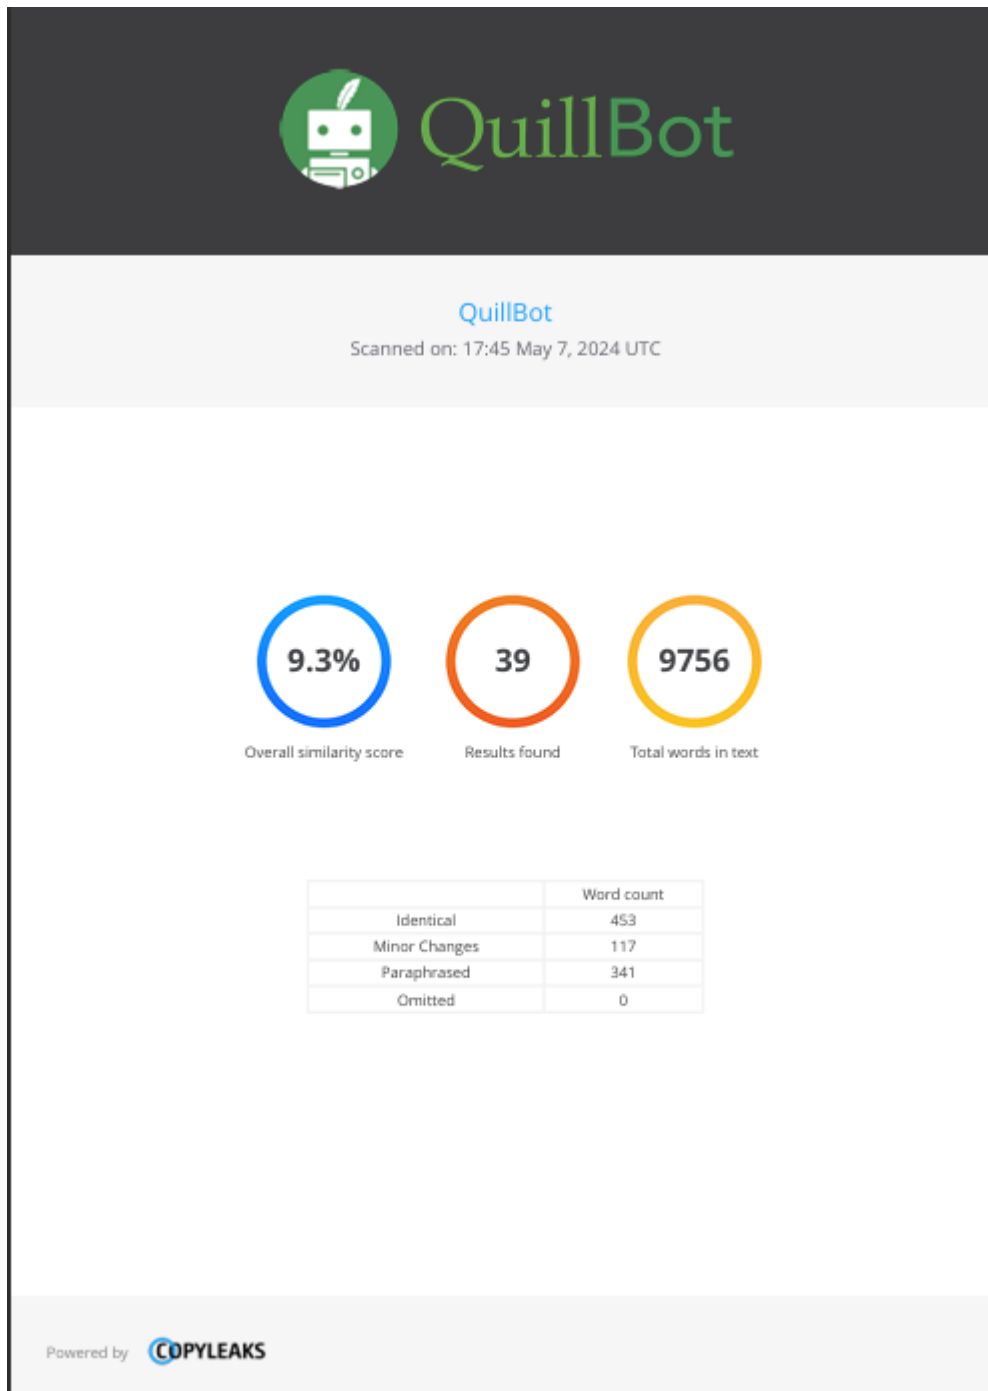 QuillBot
QuillBot
Scanned on: 17:45 May 7, 2024 UTC
9.3% 39 9756
Overall similarity score Results found Total words in text
Word count
Identical 453
Minor Changes 117
Paraphrased 341
Omitted 0
Powered by COPYLEAKS